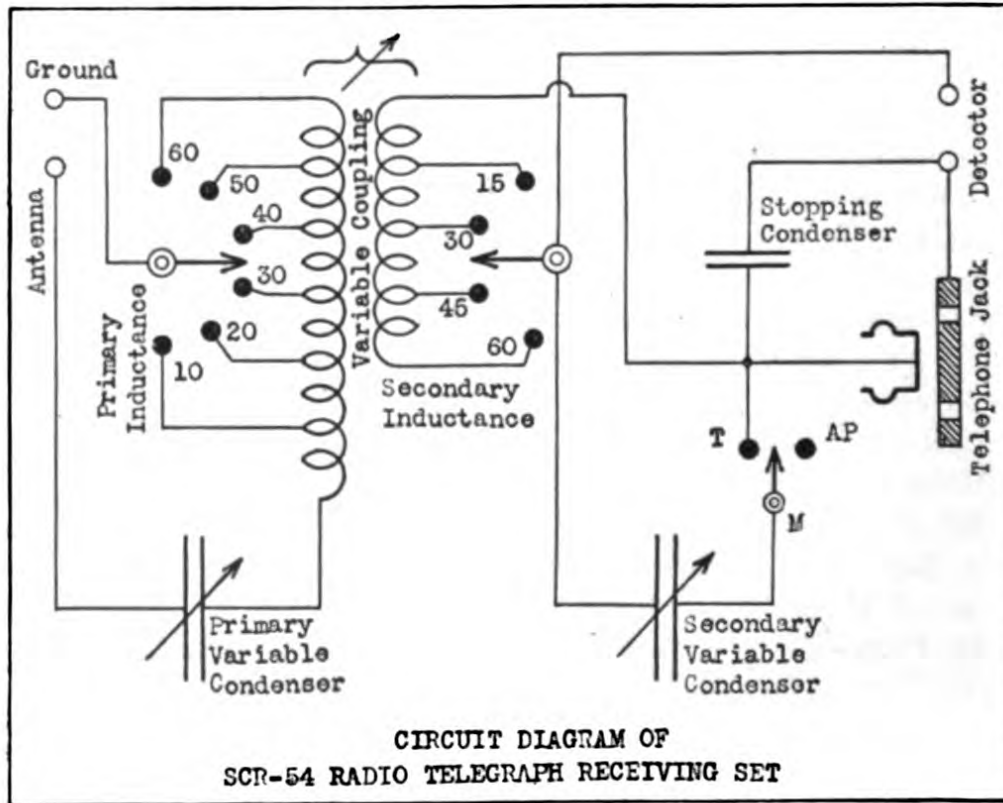 Ground
60
50
40
30
20
10
Antenna
Primary
Inductance
Variable Coupling
15
30
45
60
Secondary
Inductance
Stopping
Condenser
Detector
Telephone Jack
T
AP
M
Primary
Variable
Condenser
Secondary
Variable
Condensor
CIRCUIT DIAGRAM OF
SCR-54 RADIO TELEGRAPH RECEIVING SET